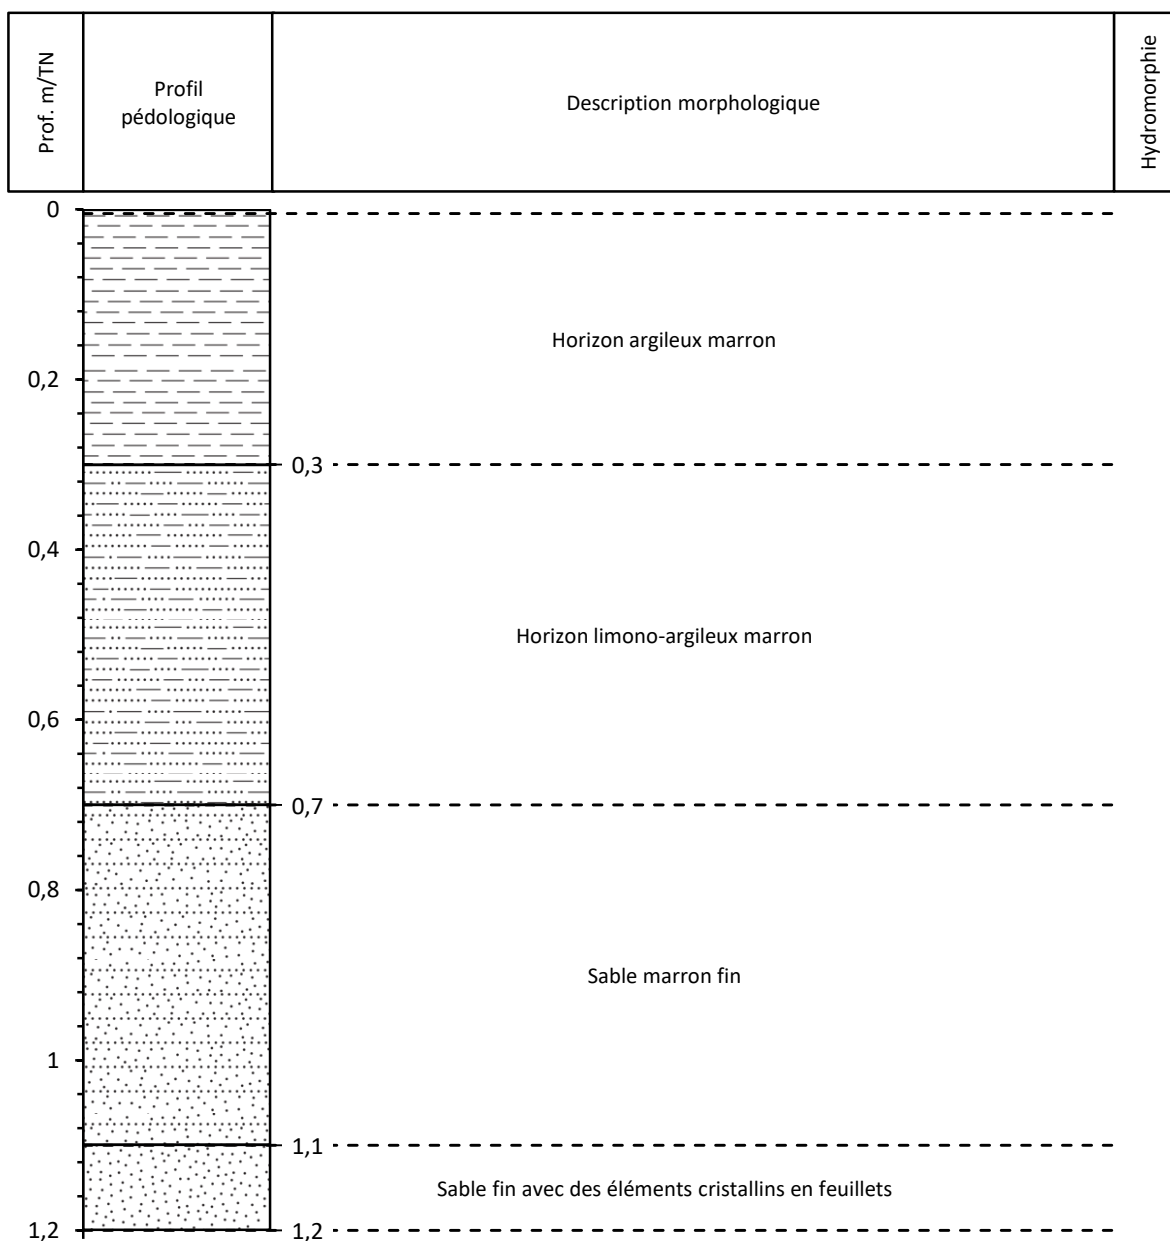 Prof. m/TN
Profil
pédologique
Description morphologique
Hydromorphie
0
Horizon argileux marron
0,2
0,3
0,4
Horizon limono-argileux marron
0,6
0,7
0,8
Sable marron fin
1
1,1
Sable fin avec des éléments cristallins en feuillets
1,2
1,2